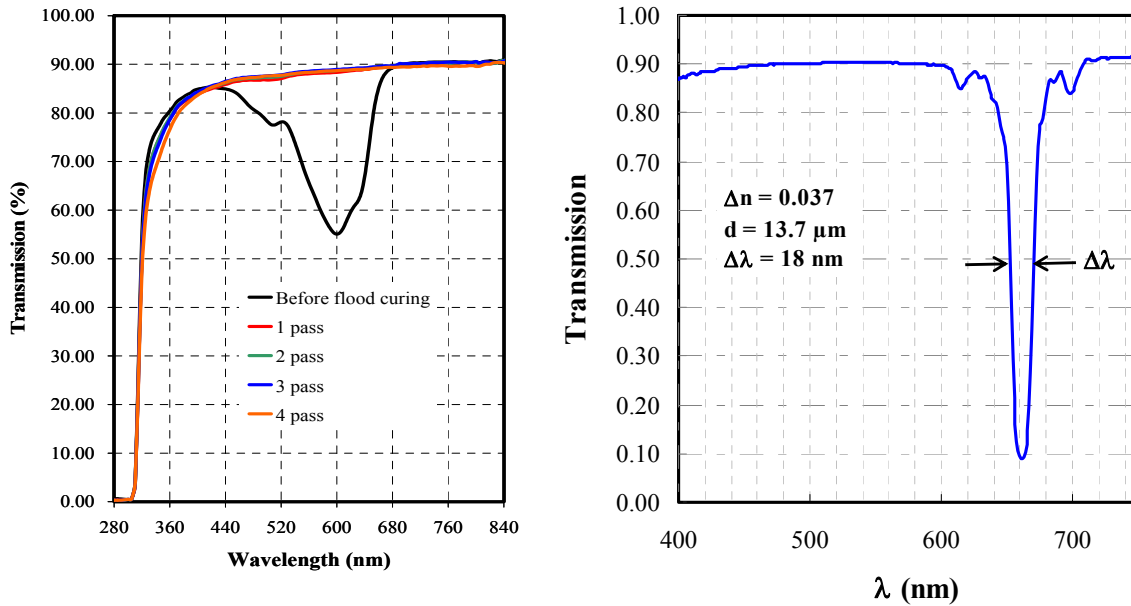 100.00
90.00
80.00
70.00
60.00
50.00
40.00
30.00
20.00
10.00
0.00
Transmission (%)
Before flood curing
1 pass
2 pass
3 pass
4 pass
280 360 440 520 600 680 760 840
Wavelength (nm)
1.00
0.90
0.80
0.70
0.60
0.50
0.40
0.30
0.20
0.10
0.00
Transmission
Δn = 0.037
d = 13.7 µm
Δλ = 18 nm
Δλ
400 500 600 700
λ (nm)